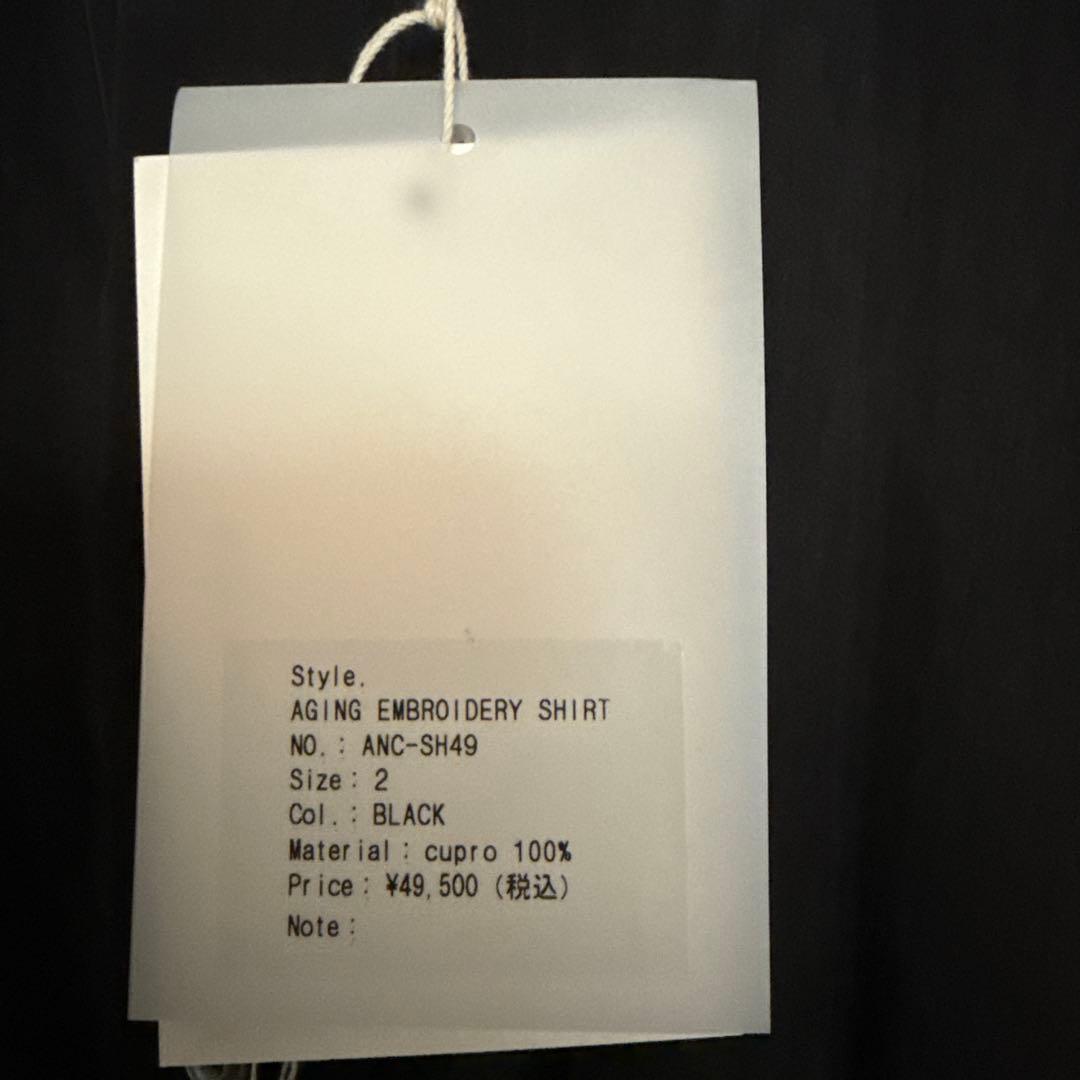 Style.
AGING EMBROIDERY SHIRT
NO.: ANC-SH49
Size: 2
Col.: BLACK
Material: cupro 100%
Price: ¥49,500 (税込)
Note: